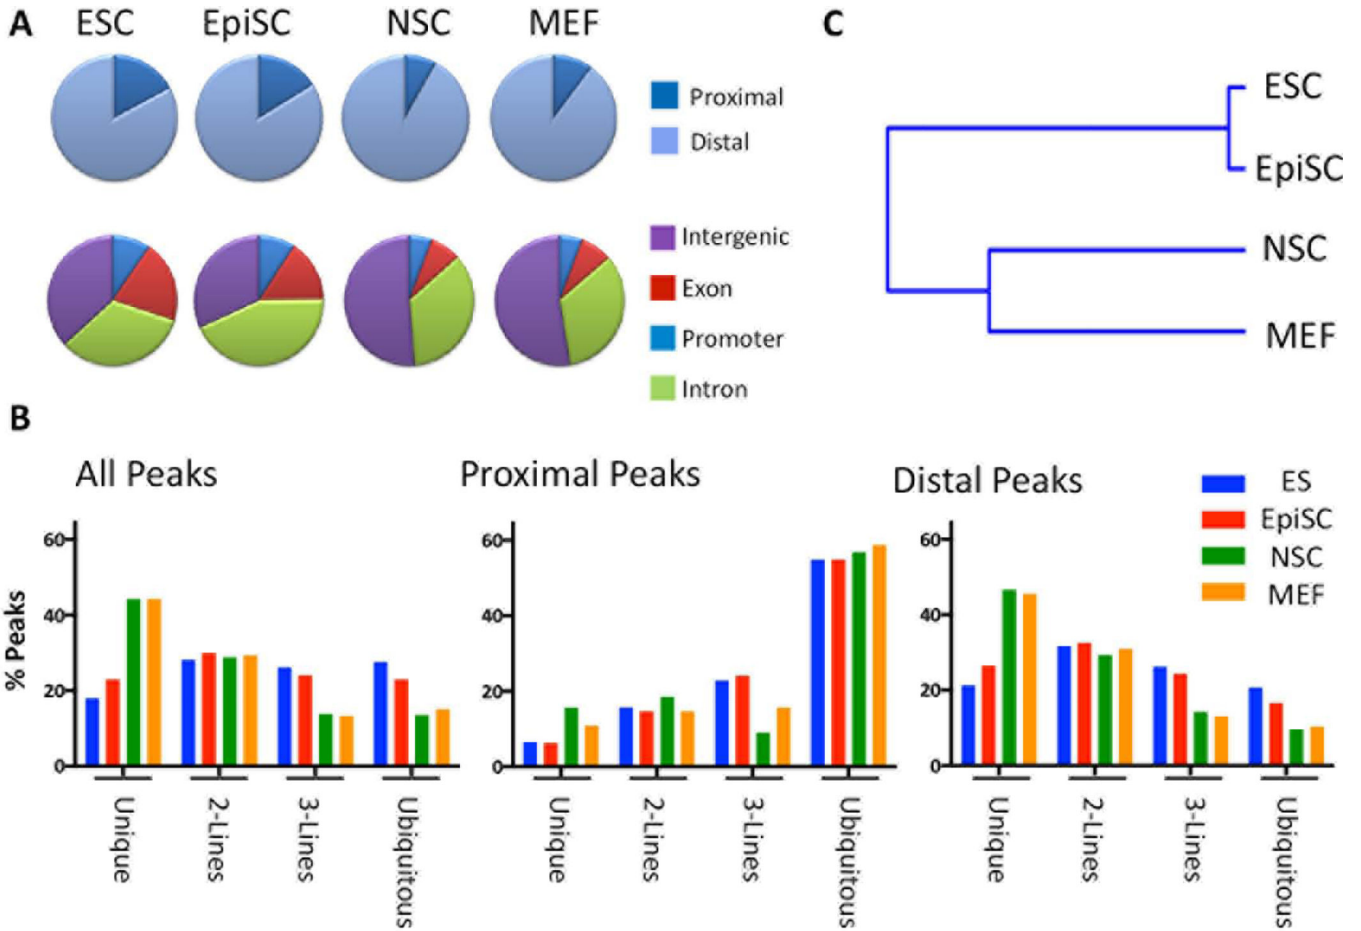 A
ESC EpiSC NSC MEF
Proximal
Distal
Intergenic
Exon
Promoter
Intron
C
ESC
EpiSC
NSC
MEF
B
All Peaks
% Peaks
60
40
20
0
Unique
2-Lines
3-Lines
Ubiquitous
Proximal Peaks
60
40
20
0
Unique
2-Lines
3-Lines
Ubiquitous
Distal Peaks
60
40
20
0
Unique
2-Lines
3-Lines
Ubiquitous
ES
EpiSC
NSC
MEF